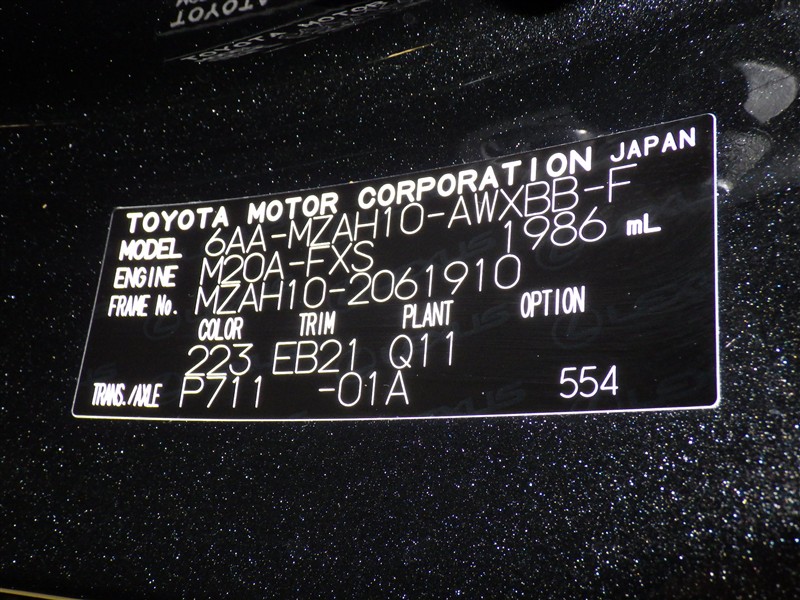 TOYOTA MOTOR CORPORATION JAPAN
MODEL 6AA-MZAH10-AWXBB-F
ENGINE M20A-FXS 1986 mL
FRAME No. MZAH10-2061910
COLOR TRIM PLANT OPTION
223 EB21 Q11
TRANS./AXLE P711 -01A 554